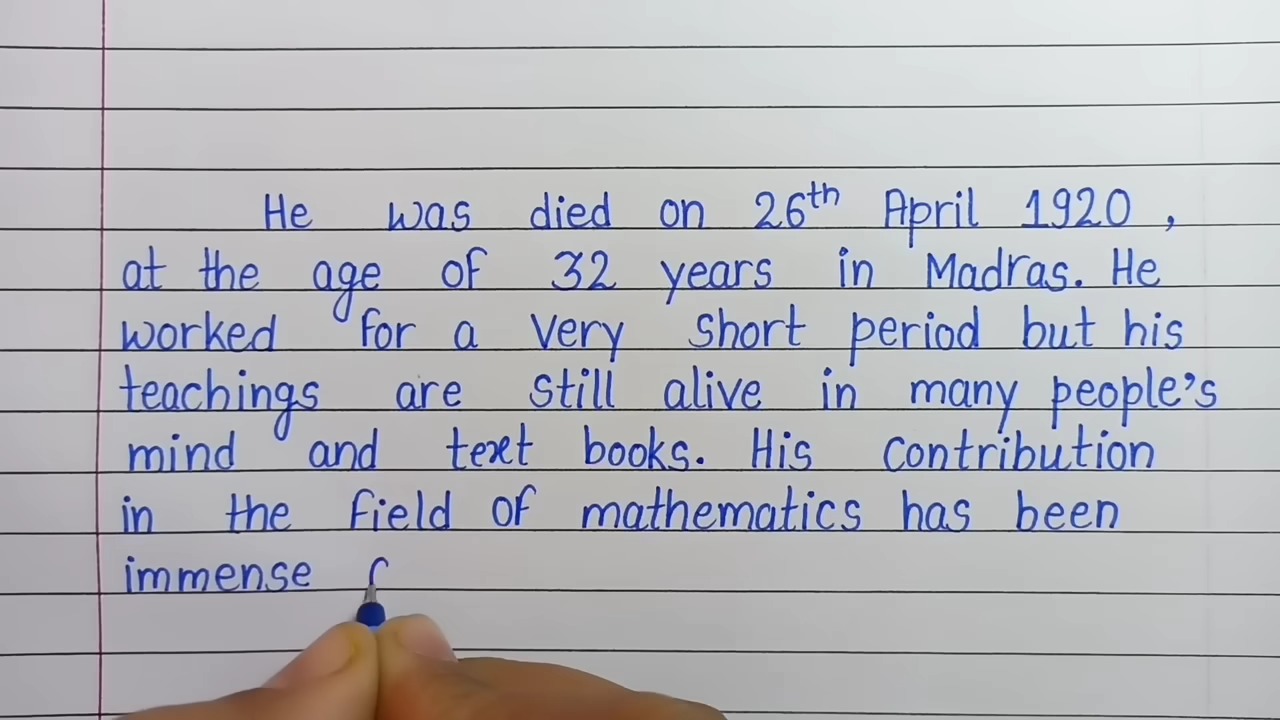 He was died on 26th April 1920 ,
at the age of 32 years in Madras. He
worked for a very short period but his
teachings are still alive in many people's
mind and text books. His contribution
in the field of mathematics has been
immense